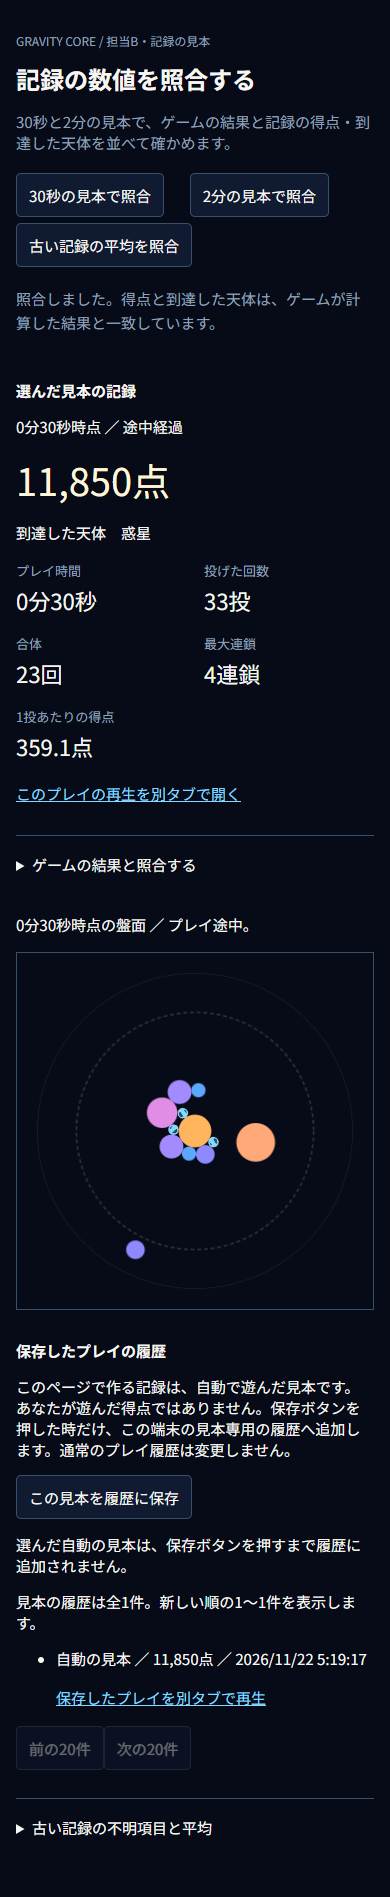 GRAVITY CORE / 担当B・記録の見本
記録の数値を照合する
30秒と2分の見本で、ゲームの結果と記録の得点・到
達した天体を並べて確かめます。
30秒の見本で照合
2分の見本で照合
古い記録の平均を照合
照合しました。得点と到達した天体は、ゲームが計
算した結果と一致しています。
選んだ見本の記録
0分30秒時点 ／ 途中経過
11,850点
到達した天体　惑星
プレイ時間
投げた回数
0分30秒
33投
合体
最大連鎖
23回
4連鎖
1投あたりの得点
359.1点
このプレイの再生を別タブで開く
▶ ゲームの結果と照合する
0分30秒時点の盤面 ／ プレイ途中。
保存したプレイの履歴
このページで作る記録は、自動で遊んだ見本です。
あなたが遊んだ得点ではありません。保存ボタンを
押した時だけ、この端末の見本専用の履歴へ追加し
ます。通常のプレイ履歴は変更しません。
この見本を履歴に保存
選んだ自動の見本は、保存ボタンを押すまで履歴に
追加されません。
見本の履歴は全1件。新しい順の1〜1件を表示しま
す。
• 自動の見本 ／ 11,850点 ／ 2026/11/22 5:19:17
保存したプレイを別タブで再生
前の20件
次の20件
▶ 古い記録の不明項目と平均